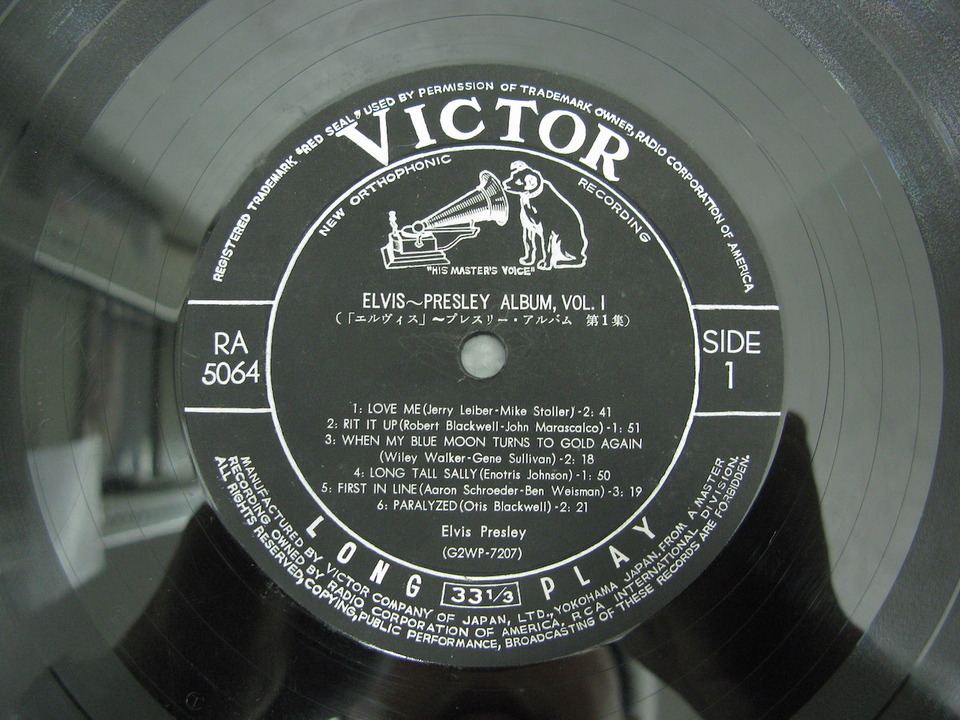 REGISTERED TRADEMARK "RED SEAL" USED BY PERMISSION OF TRADEMARK OWNER, RADIO CORPORATION OF AMERICA
VICTOR
NEW ORTHOPHONIC RECORDING
"HIS MASTER'S VOICE"
ELVIS~PRESLEY ALBUM, VOL. 1
(「エルヴィス」~プレスリー・アルバム 第1集)
RA
5064
SIDE
1
1: LOVE ME (Jerry Leiber-Mike Stoller)-2: 41
2: RIT IT UP (Robert Blackwell-John Marascalco)-1: 51
3: WHEN MY BLUE MOON TURNS TO GOLD AGAIN
(Wiley Walker-Gene Sullivan)-2: 18
4: LONG TALL SALLY (Enotris Johnson)-1: 50
5: FIRST IN LINE (Aaron Schroeder-Ben Weisman)-3: 19
6: PARALYZED (Otis Blackwell)-2: 21
Elvis Presley
(G2WP-7207)
LONG 33 1/3 PLAY
MANUFACTURED BY VICTOR COMPANY OF JAPAN, LTD., YOKOHAMA, JAPAN, FROM A MASTER
RECORDING OWNED BY RADIO CORPORATION OF AMERICA, RCA INTERNATIONAL DIVISION.
ALL RIGHTS RESERVED, COPYING, PUBLIC PERFORMANCE, BROADCASTING OF THESE RECORDS ARE FORBIDDEN.